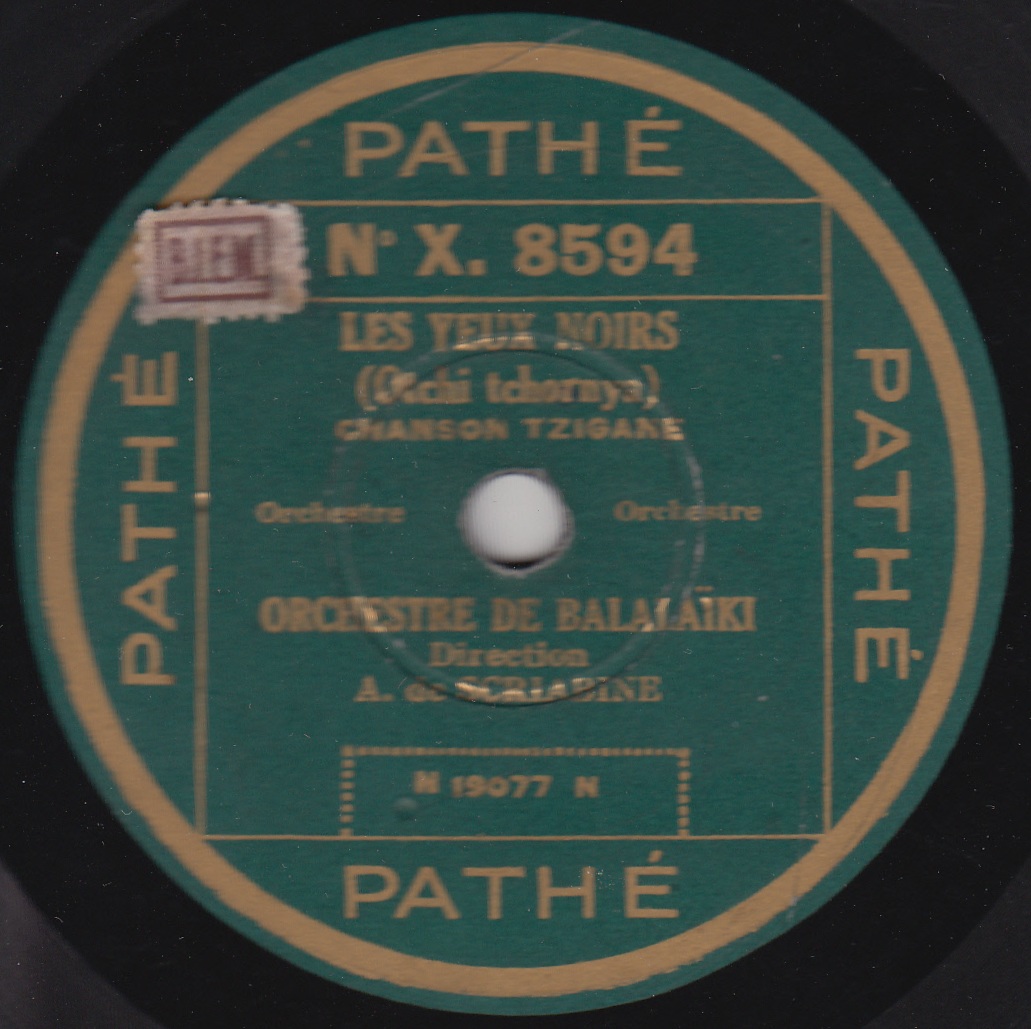 PATHÉ
Nº X. 8594
LES YEUX NOIRS
(Otchi tchornya)
CHANSON TZIGANE
Orchestre Orchestre
ORCHESTRE DE BALALAÏKI
Direction
A. de SCRIABINE
N 19077 N
PATHÉ
PATHÉ
PATHÉ